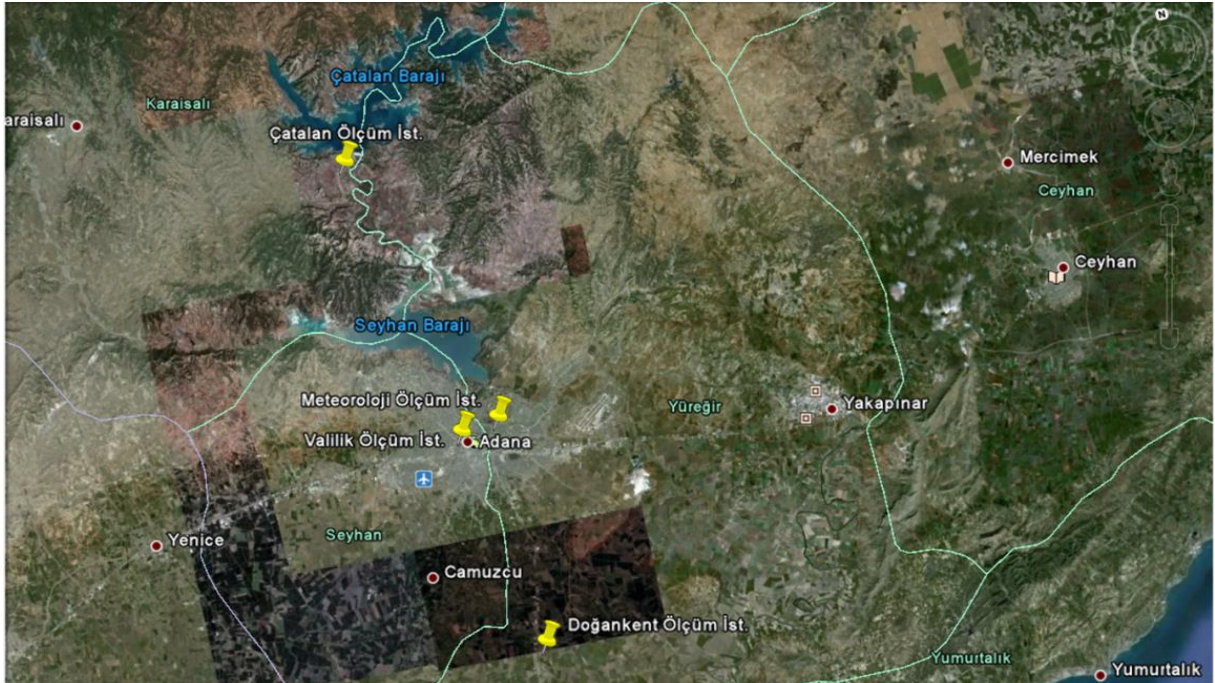 N
Çatalan Barajı
Karaisalı
araisalı
Çatalan Ölçüm İst.
Mercimek
Ceyhan
Ceyhan
Seyhan Barajı
Meteoroloji Ölçüm İst.
Yüreğir
Yakapınar
Valilik Ölçüm İst.
Adana
Seyhan
Yenice
Camuzcu
Doğankent Ölçüm İst.
Yumurtalık
Yumurtalık